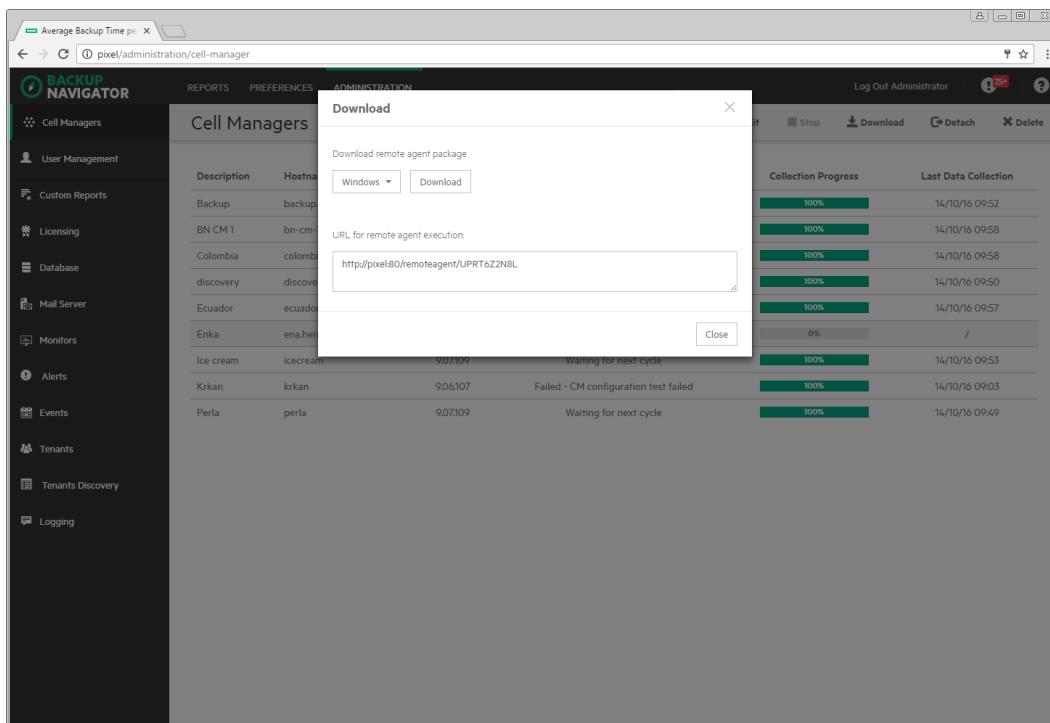 Average Backup Time pe
pixel/administration/cell-manager
BACKUP
NAVIGATOR
REPORTS PREFERENCES ADMINISTRATION
Log Out Administrator
25+
Cell Managers
User Management
Custom Reports
Licensing
Database
Mail Server
Monitors
Alerts
Events
Tenants
Tenants Discovery
Logging
Cell Managers
Stop Download Detach Delete
Download
Download remote agent package
Windows Download
URL for remote agent execution:
http://pixel:80/remoteagent/UPRT6Z2N8L
Close
Description Hostna Collection Progress Last Data Collection
Backup backup. 100% 14/10/16 09:52
BN CM 1 bn-cm- 100% 14/10/16 09:58
Colombia colomb 100% 14/10/16 09:58
discovery discove 100% 14/10/16 09:50
Ecuador ecuado 100% 14/10/16 09:57
Enka ena.her 0% /
Ice cream icecream 9.07.109 Waiting for next cycle 100% 14/10/16 09:53
Krkan krkan 9.06.107 Failed - CM configuration test failed 100% 14/10/16 09:03
Perla perla 9.07.109 Waiting for next cycle 100% 14/10/16 09:49